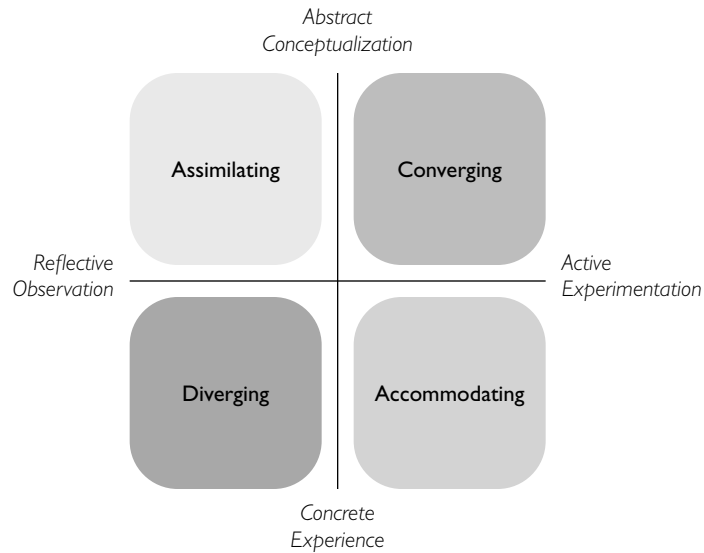 Abstract
Conceptualization
Assimilating
Converging
Reflective
Observation
Active
Experimentation
Diverging
Accommodating
Concrete
Experience